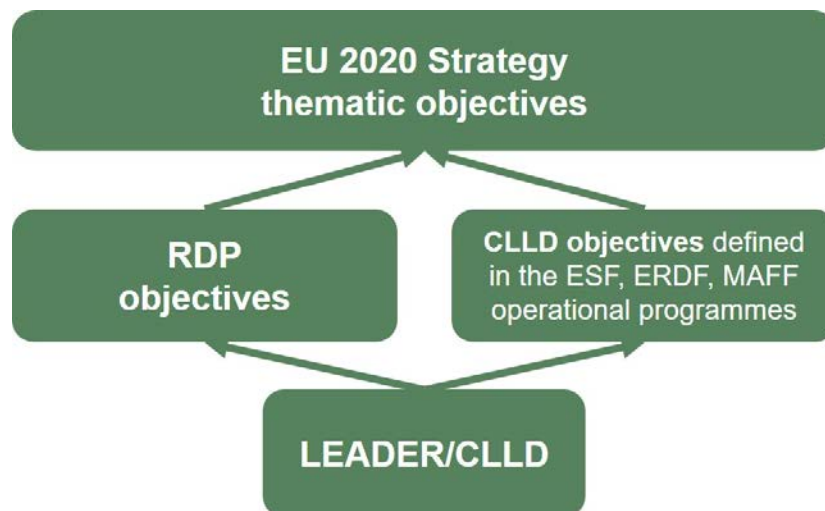 EU 2020 Strategy
thematic objectives
RDP
objectives
CLLD objectives defined
in the ESF, ERDF, MAFF
operational programmes
LEADER/CLLD